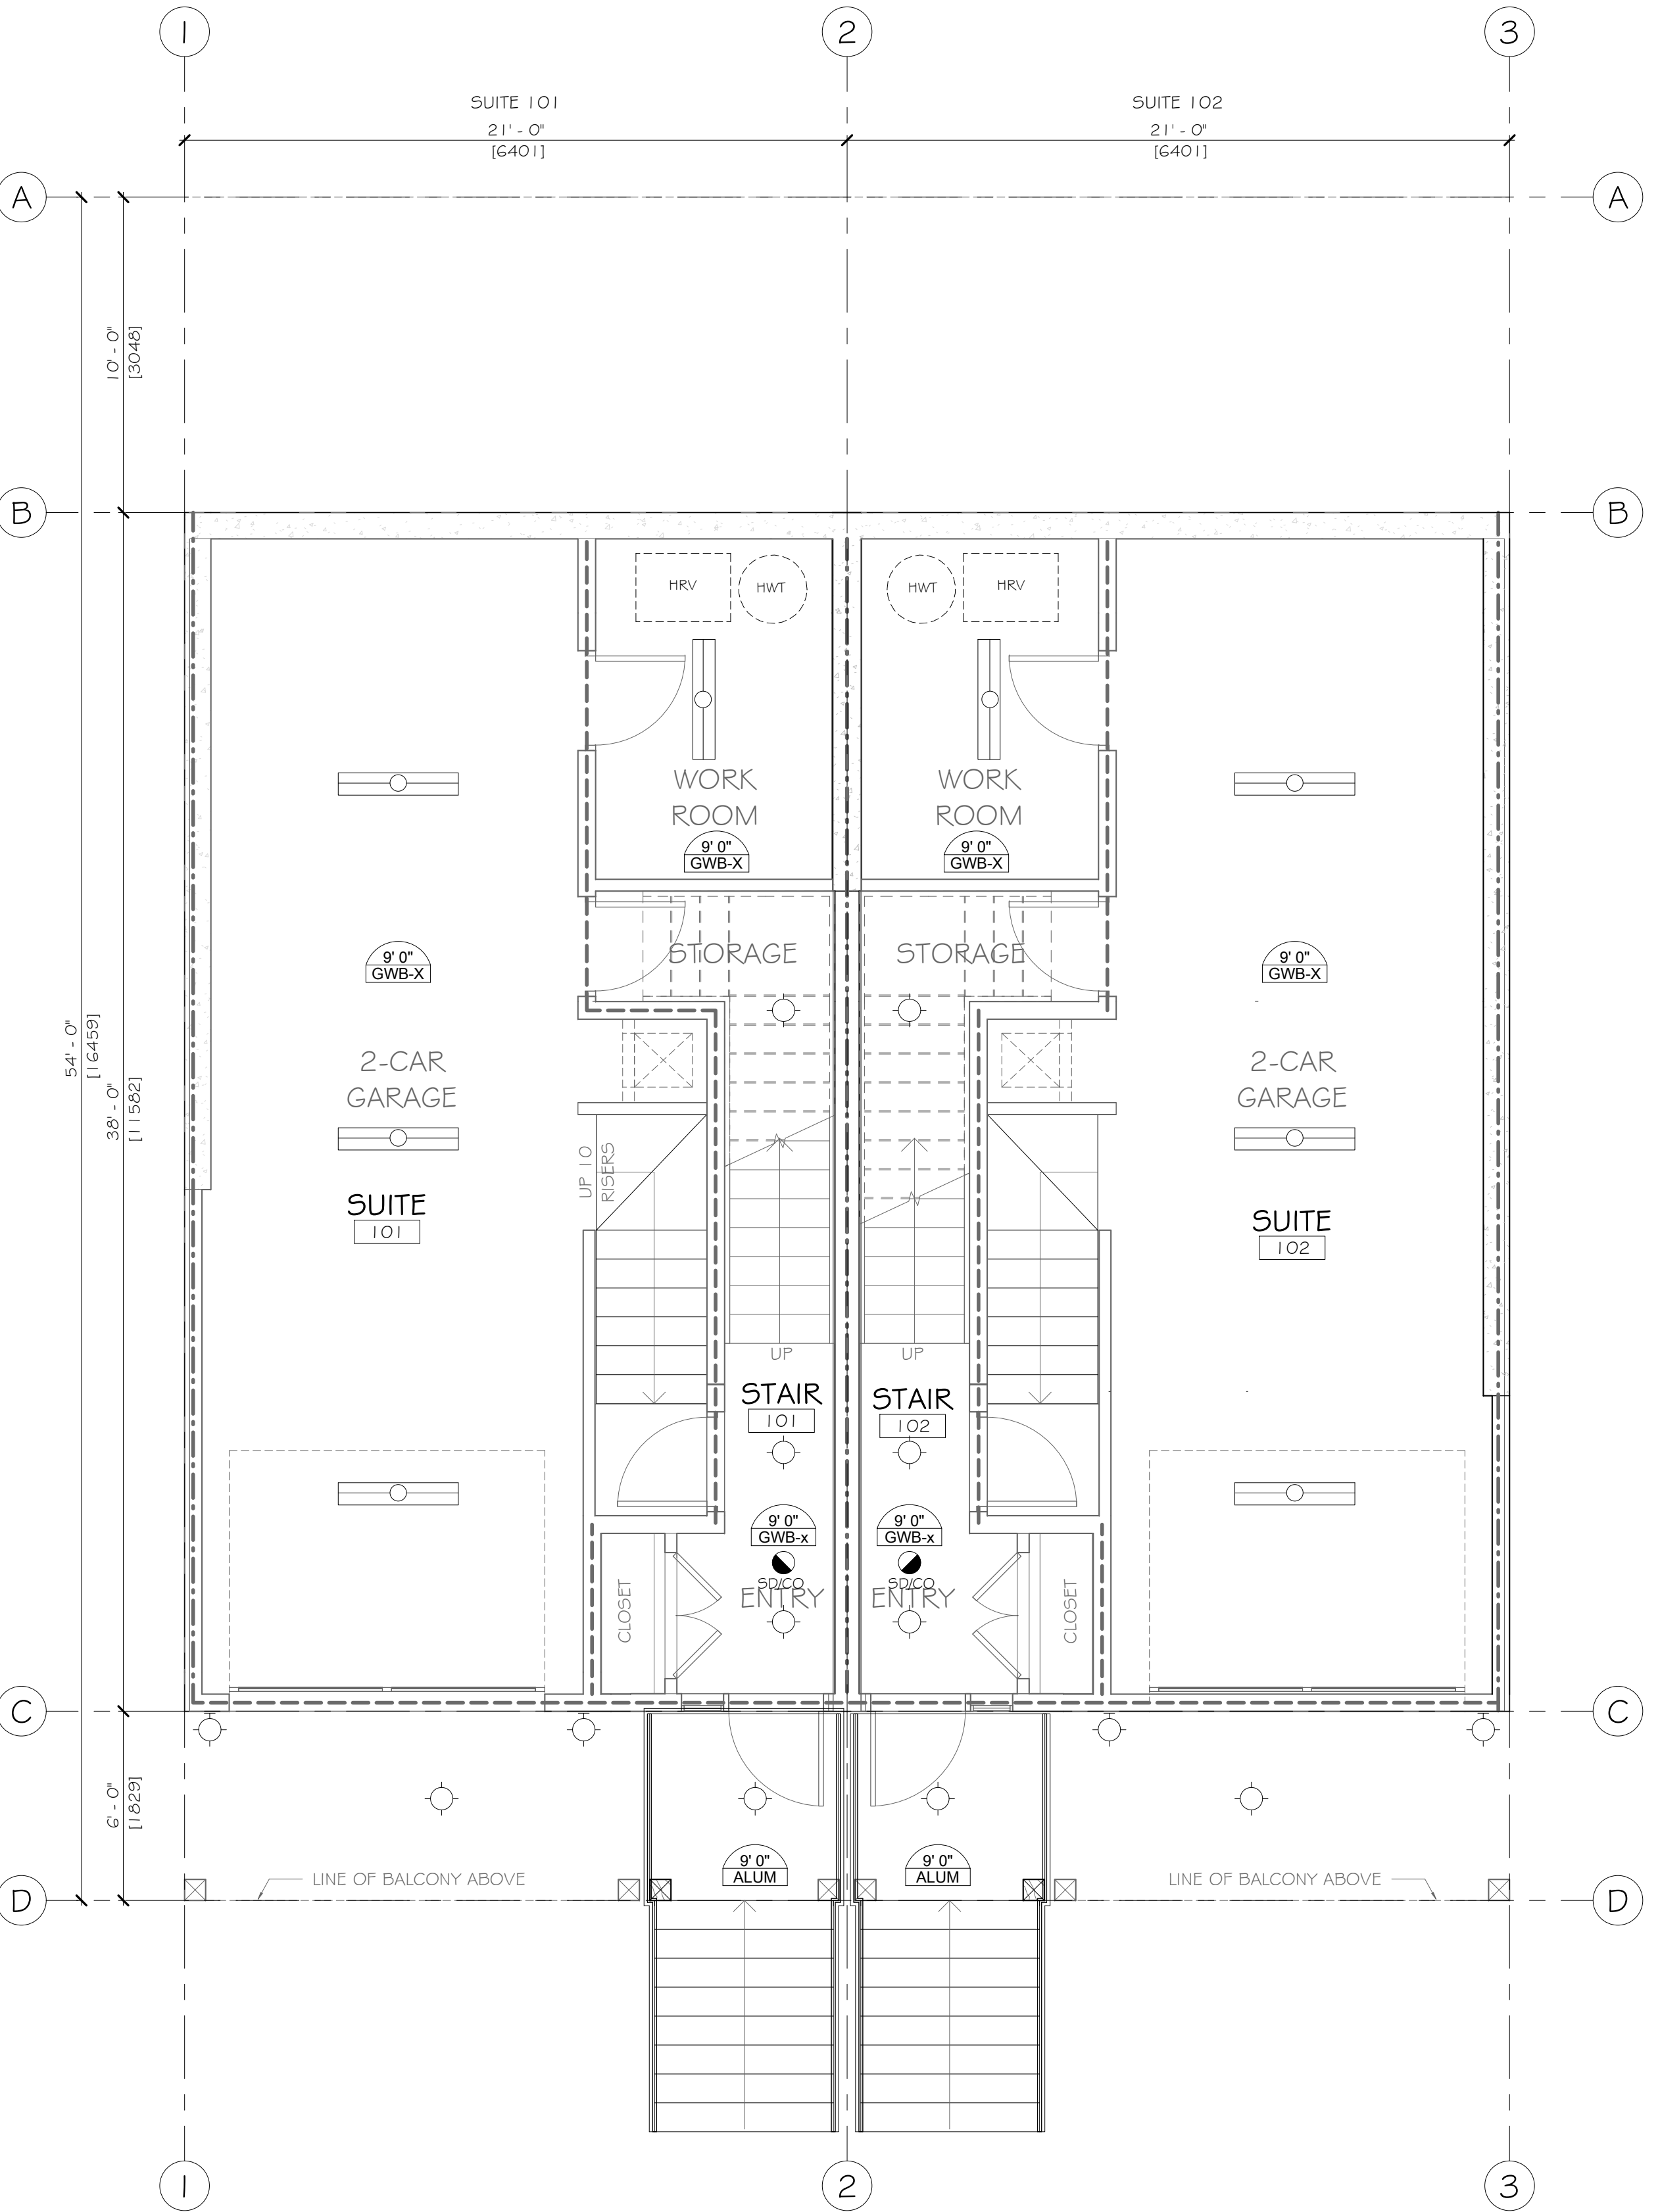 1
2
3
SUITE 101
SUITE 102
21' - 0"
21' - 0"
[6401]
[6401]
A
A
10' - 0"
[3048]
B
B
HRV
HWT
HWT
HRV
WORK
ROOM
WORK
ROOM
9' 0"
GWB-X
9' 0"
GWB-X
STORAGE
STORAGE
9' 0"
GWB-X
9' 0"
GWB-X
54' - 0"
[16459]
38' - 0"
[11582]
2-CAR
GARAGE
2-CAR
GARAGE
UP 10
RISERS
SUITE
101
SUITE
102
UP
UP
STAIR
101
STAIR
102
9' 0"
GWB-x
9' 0"
GWB-x
SD/CO
SD/CO
ENTRY
ENTRY
CLOSET
CLOSET
C
C
6' - 0"
[1829]
9' 0"
ALUM
9' 0"
ALUM
LINE OF BALCONY ABOVE
LINE OF BALCONY ABOVE
D
D
1
2
3